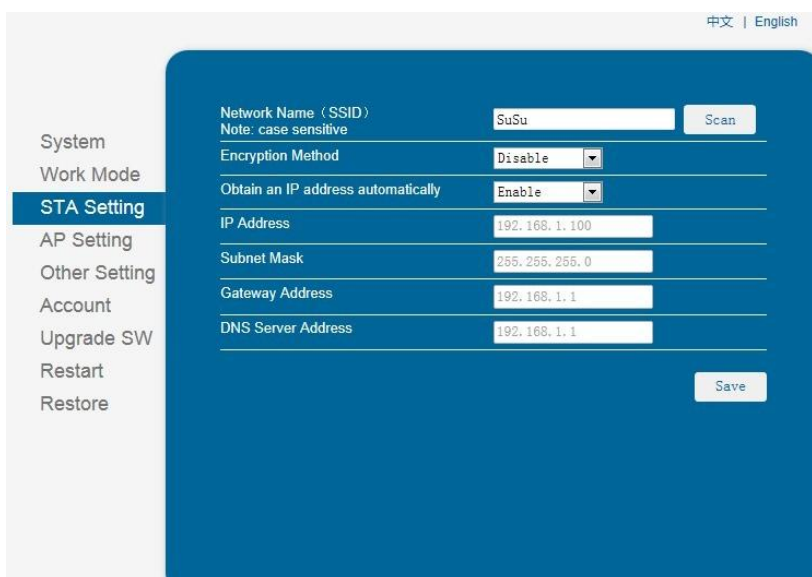 中文 | English
System
Work Mode
STA Setting
AP Setting
Other Setting
Account
Upgrade SW
Restart
Restore
Network Name（SSID）
Note: case sensitive
SuSu
Scan
Encryption Method
Disable
Obtain an IP address automatically
Enable
IP Address
192.168.1.100
Subnet Mask
255.255.255.0
Gateway Address
192.168.1.1
DNS Server Address
192.168.1.1
Save